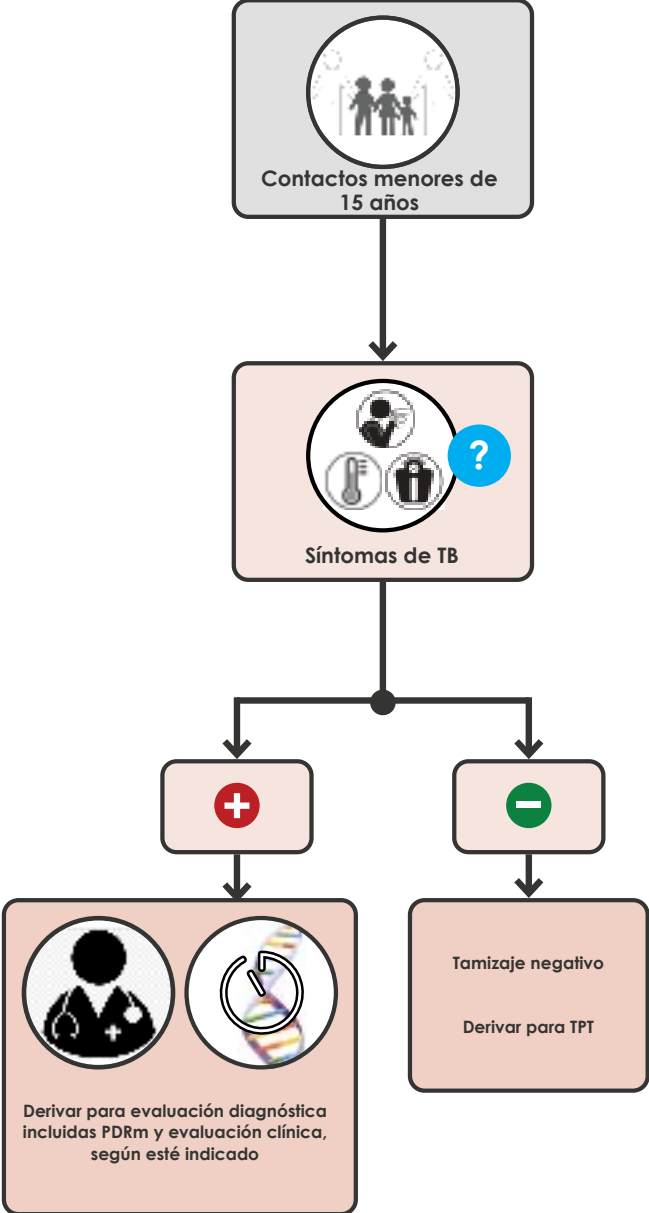 Contactos menores de
15 años
?
Síntomas de TB
+
−
Tamizaje negativo
Derivar para TPT
Derivar para evaluación diagnóstica
incluidas PDRm y evaluación clínica,
según esté indicado